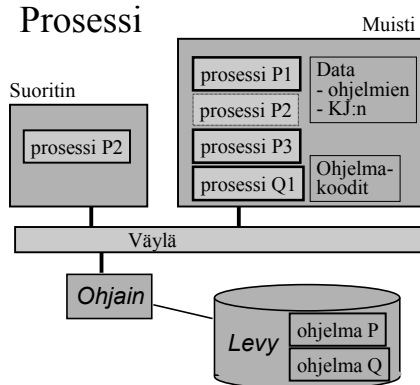 Prosessi
Muisti
Suoritin
prosessi P2
prosessi P1
prosessi P2
prosessi P3
prosessi Q1
Data
- ohjelmien
- KJ:n
Ohjelma-
koodit
Väylä
Ohjain
Levy
ohjelma P
ohjelma Q